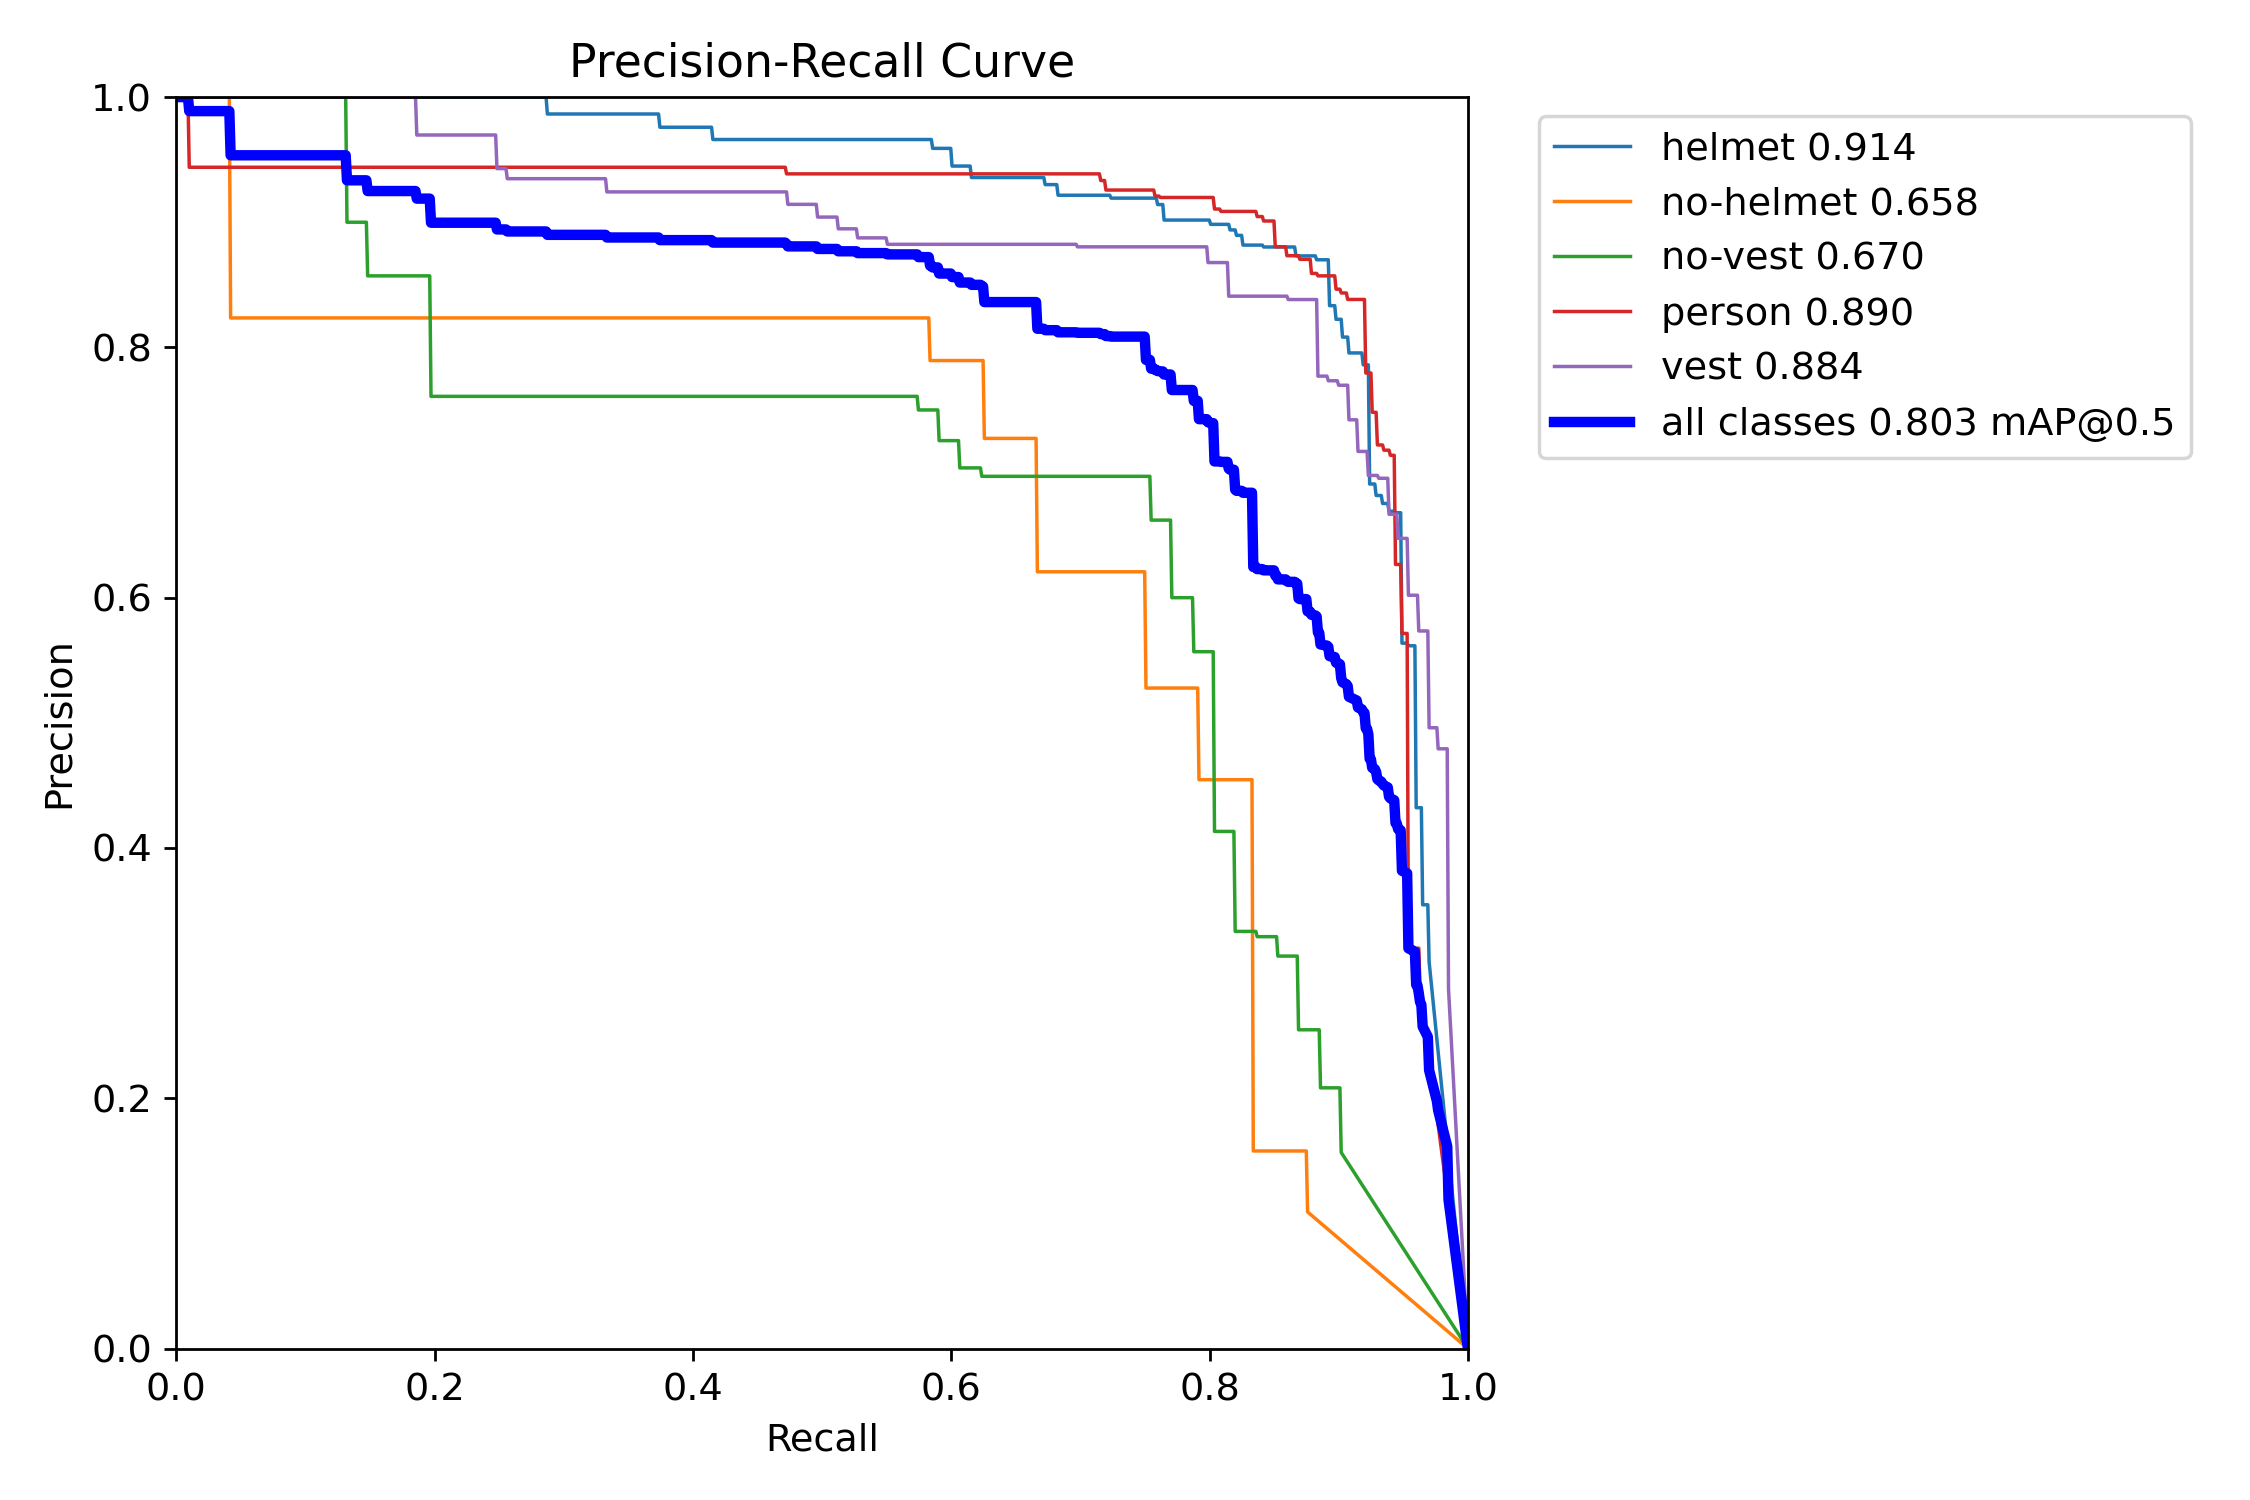 Precision-Recall Curve
1.0
0.8
0.6
0.4
0.2
0.0
Precision
0.0 0.2 0.4 0.6 0.8 1.0
Recall
helmet 0.914
no-helmet 0.658
no-vest 0.670
person 0.890
vest 0.884
all classes 0.803 mAP@0.5